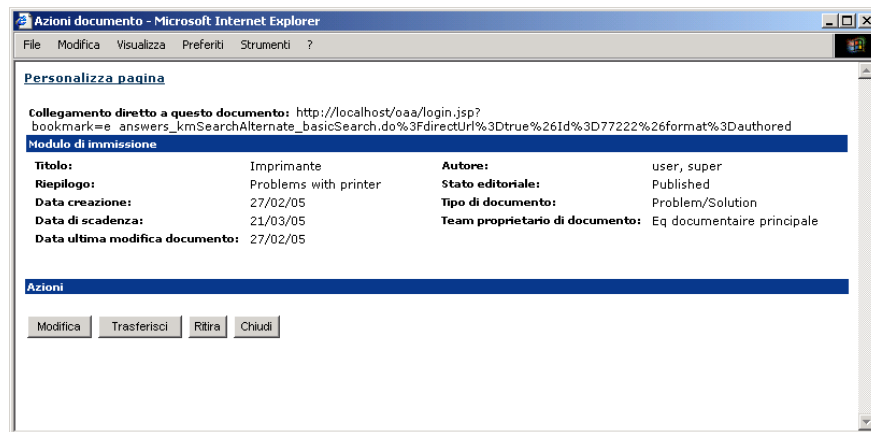 Azioni documento - Microsoft Internet Explorer
File Modifica Visualizza Preferiti Strumenti ?
Personalizza pagina
Collegamento diretto a questo documento: http://localhost/oaa/login.jsp?
bookmark=e answers_kmSearchAlternate_basicSearch.do%3FdirectUrl%3Dtrue%26Id%3D77222%26format%3Dauthored
Modulo di immissione
Titolo: Imprimante Autore: user, super
Riepilogo: Problems with printer Stato editoriale: Published
Data creazione: 27/02/05 Tipo di documento: Problem/Solution
Data di scadenza: 21/03/05 Team proprietario di documento: Eq documentaire principale
Data ultima modifica documento: 27/02/05
Azioni
Modifica Trasferisci Ritira Chiudi